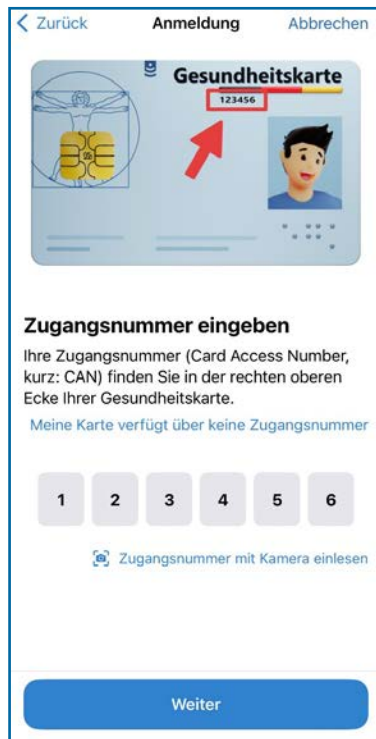 Zurück Anmeldung Abbrechen
Gesundheitskarte
123456
Zugangsnummer eingeben
Ihre Zugangsnummer (Card Access Number,
kurz: CAN) finden Sie in der rechten oberen
Ecke Ihrer Gesundheitskarte.
Meine Karte verfügt über keine Zugangsnummer
1 2 3 4 5 6
Zugangsnummer mit Kamera einlesen
Weiter